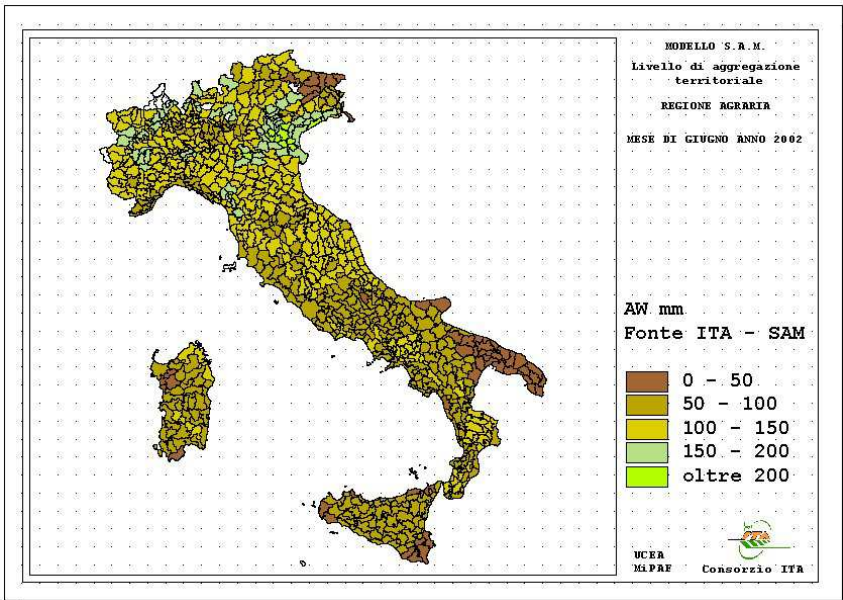 MODELLO S.A.M.
Livello di aggregazione
territoriale
REGIONE AGRARIA
MESE DI GIUGNO ANNO 2002
AW mm
Fonte ITA - SAM
0 - 50
50 - 100
100 - 150
150 - 200
oltre 200
UCEA
MiPAF
Consorzio ITA